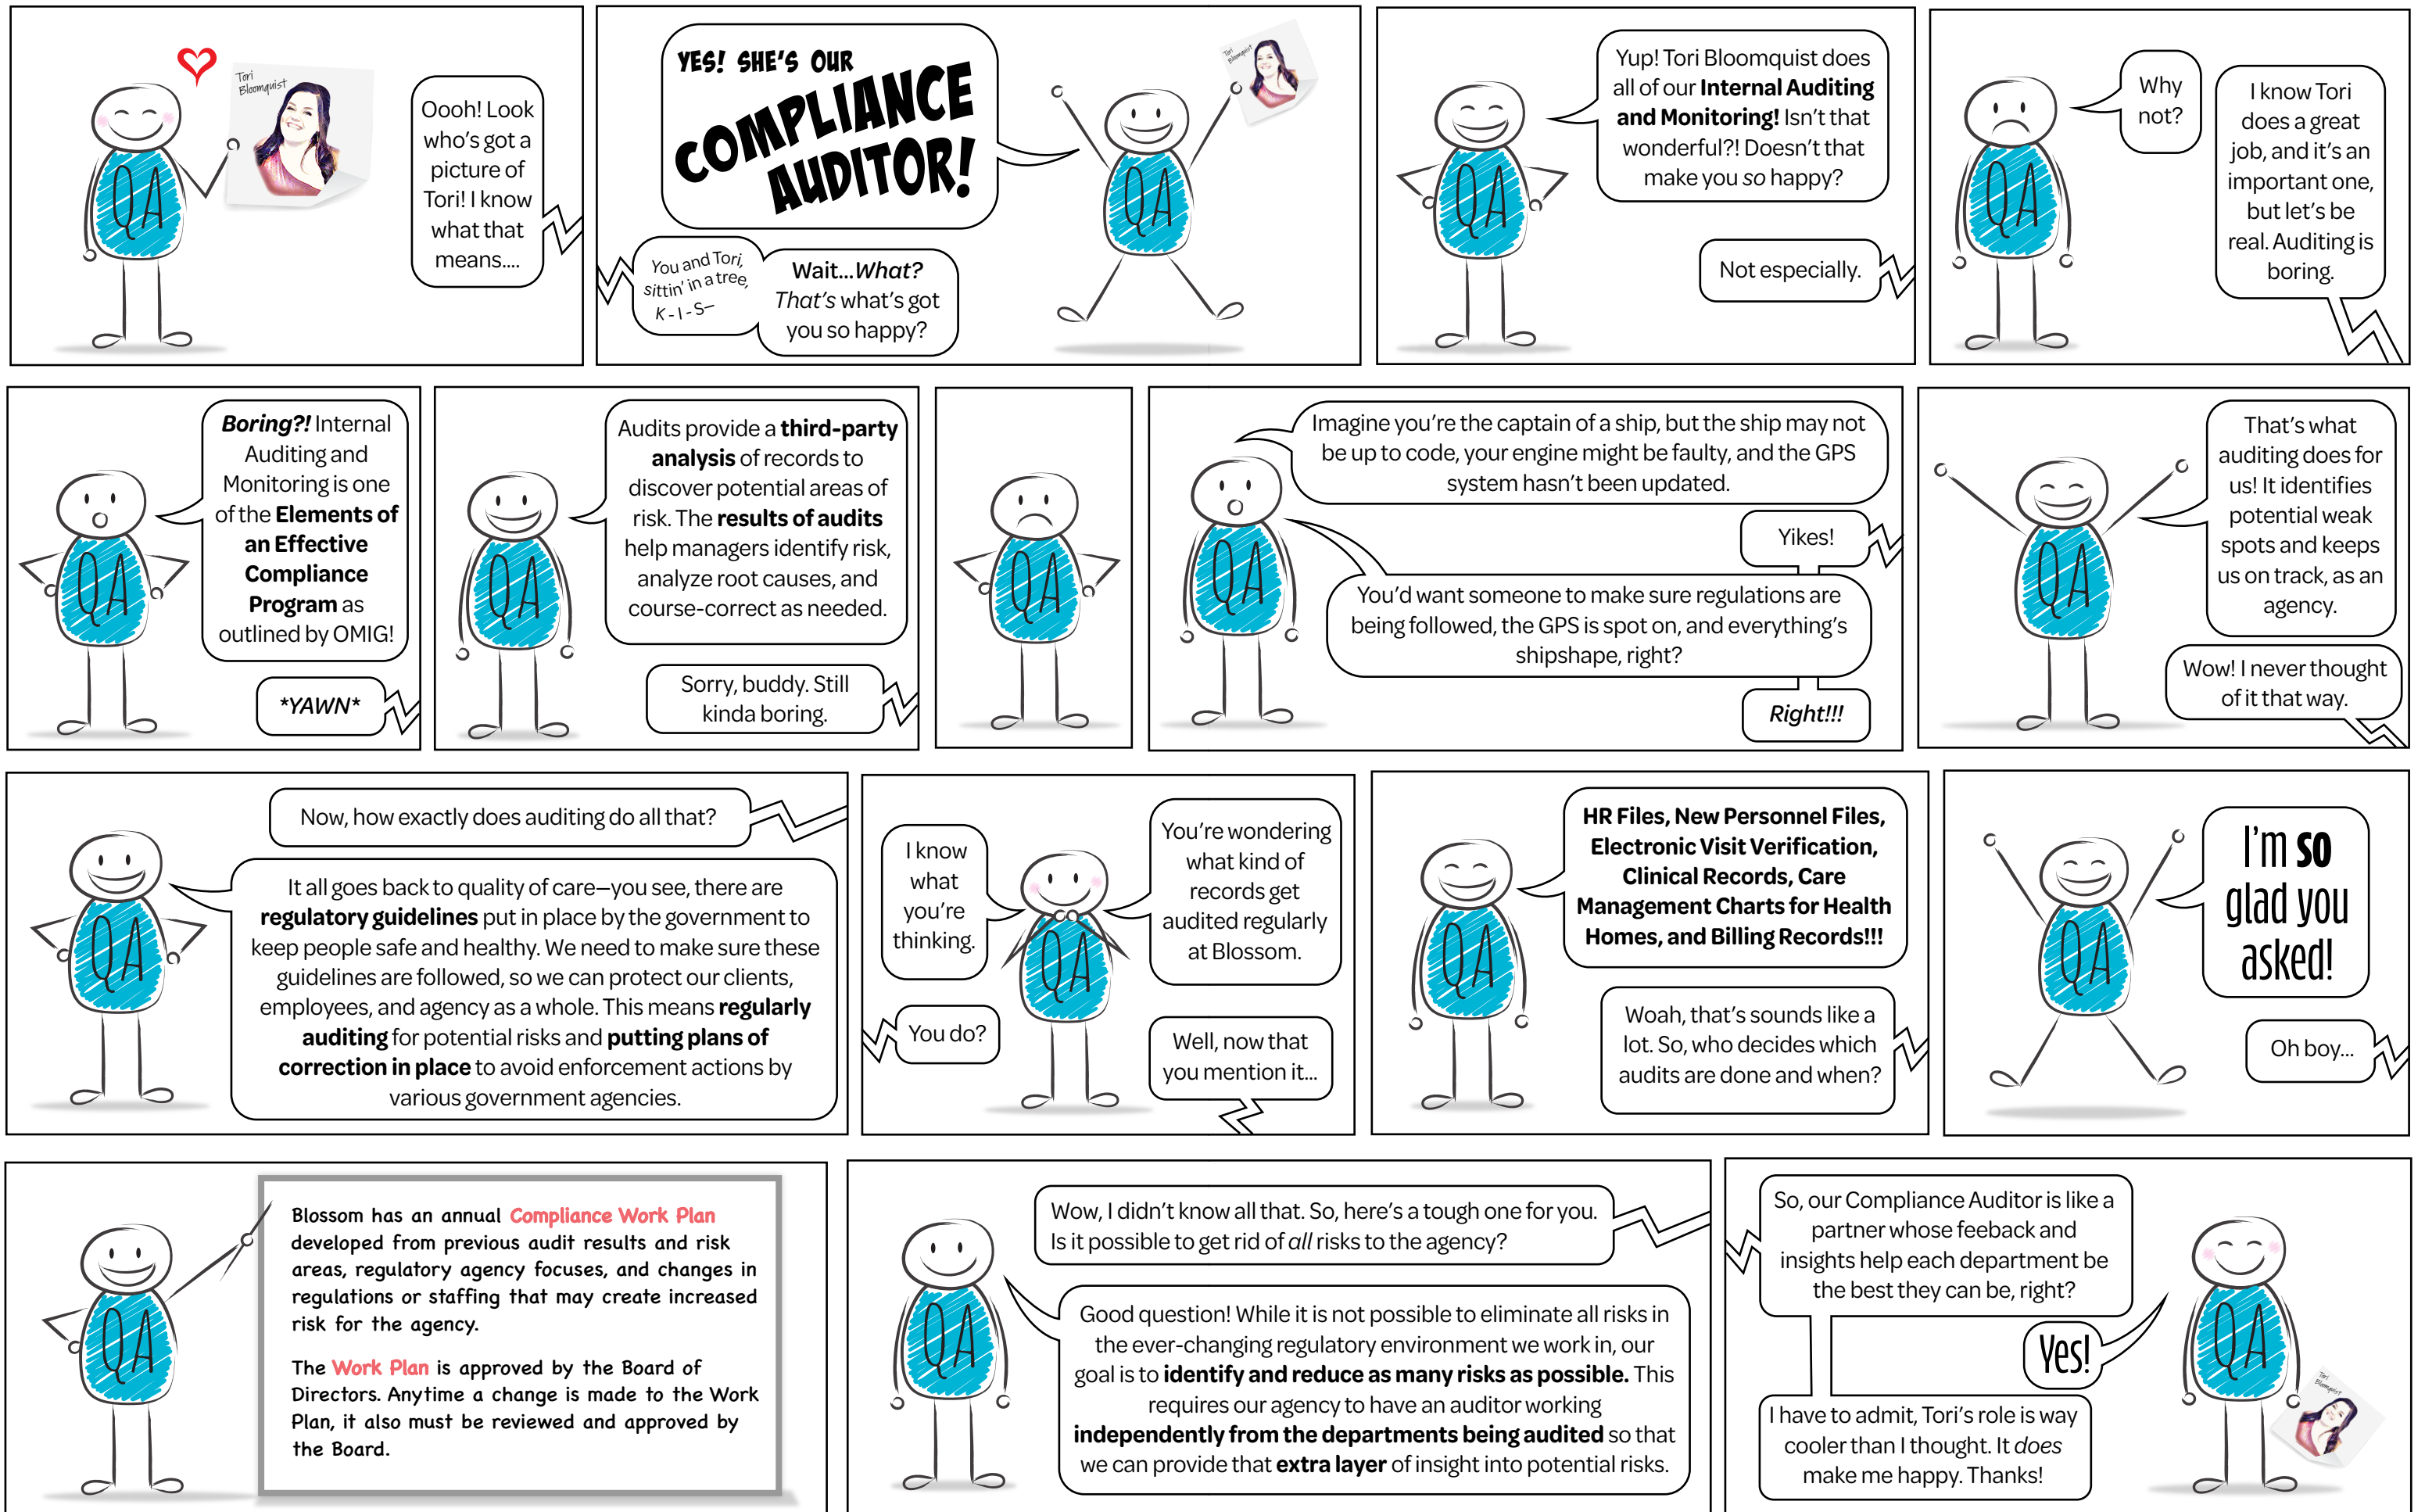 Tori
Bloomquist
QA
Oooh! Look
who's got a
picture of
Tori! I know
what that
means....
YES! SHE'S OUR
COMPLIANCE
AUDITOR!
You and Tori,
sittin' in a tree,
K - I - S–
Wait...What?
That's what's got
you so happy?
QA
Tori
Bloomquist
Yup! Tori Bloomquist does
all of our Internal Auditing
and Monitoring! Isn't that
wonderful?! Doesn't that
make you so happy?
QA
Not especially.
Why
not?
QA
I know Tori
does a great
job, and it's an
important one,
but let's be
real. Auditing is
boring.
Boring?! Internal
Auditing and
Monitoring is one
of the Elements of
an Effective
Compliance
Program as
outlined by OMIG!
QA
*YAWN*
Audits provide a third-party
analysis of records to
discover potential areas of
risk. The results of audits
help managers identify risk,
analyze root causes, and
course-correct as needed.
QA
Sorry, buddy. Still
kinda boring.
QA
Imagine you're the captain of a ship, but the ship may not
be up to code, your engine might be faulty, and the GPS
system hasn't been updated.
QA
Yikes!
You'd want someone to make sure regulations are
being followed, the GPS is spot on, and everything's
shipshape, right?
Right!!!
That's what
auditing does for
us! It identifies
potential weak
spots and keeps
us on track, as an
agency.
QA
Wow! I never thought
of it that way.
Now, how exactly does auditing do all that?
It all goes back to quality of care—you see, there are
regulatory guidelines put in place by the government to
keep people safe and healthy. We need to make sure these
guidelines are followed, so we can protect our clients,
employees, and agency as a whole. This means regularly
auditing for potential risks and putting plans of
correction in place to avoid enforcement actions by
various government agencies.
QA
I know
what
you're
thinking.
You do?
QA
You're wondering
what kind of
records get
audited regularly
at Blossom.
Well, now that
you mention it...
HR Files, New Personnel Files,
Electronic Visit Verification,
Clinical Records, Care
Management Charts for Health
Homes, and Billing Records!!!
QA
Woah, that's sounds like a
lot. So, who decides which
audits are done and when?
I'm so
glad you
asked!
QA
Oh boy...
QA
Blossom has an annual Compliance Work Plan
developed from previous audit results and risk
areas, regulatory agency focuses, and changes in
regulations or staffing that may create increased
risk for the agency.
The Work Plan is approved by the Board of
Directors. Anytime a change is made to the Work
Plan, it also must be reviewed and approved by
the Board.
Wow, I didn't know all that. So, here's a tough one for you.
Is it possible to get rid of all risks to the agency?
QA
Good question! While it is not possible to eliminate all risks in
the ever-changing regulatory environment we work in, our
goal is to identify and reduce as many risks as possible. This
requires our agency to have an auditor working
independently from the departments being audited so that
we can provide that extra layer of insight into potential risks.
So, our Compliance Auditor is like a
partner whose feeback and
insights help each department be
the best they can be, right?
Yes!
QA
Tori
Bloomquist
I have to admit, Tori's role is way
cooler than I thought. It does
make me happy. Thanks!